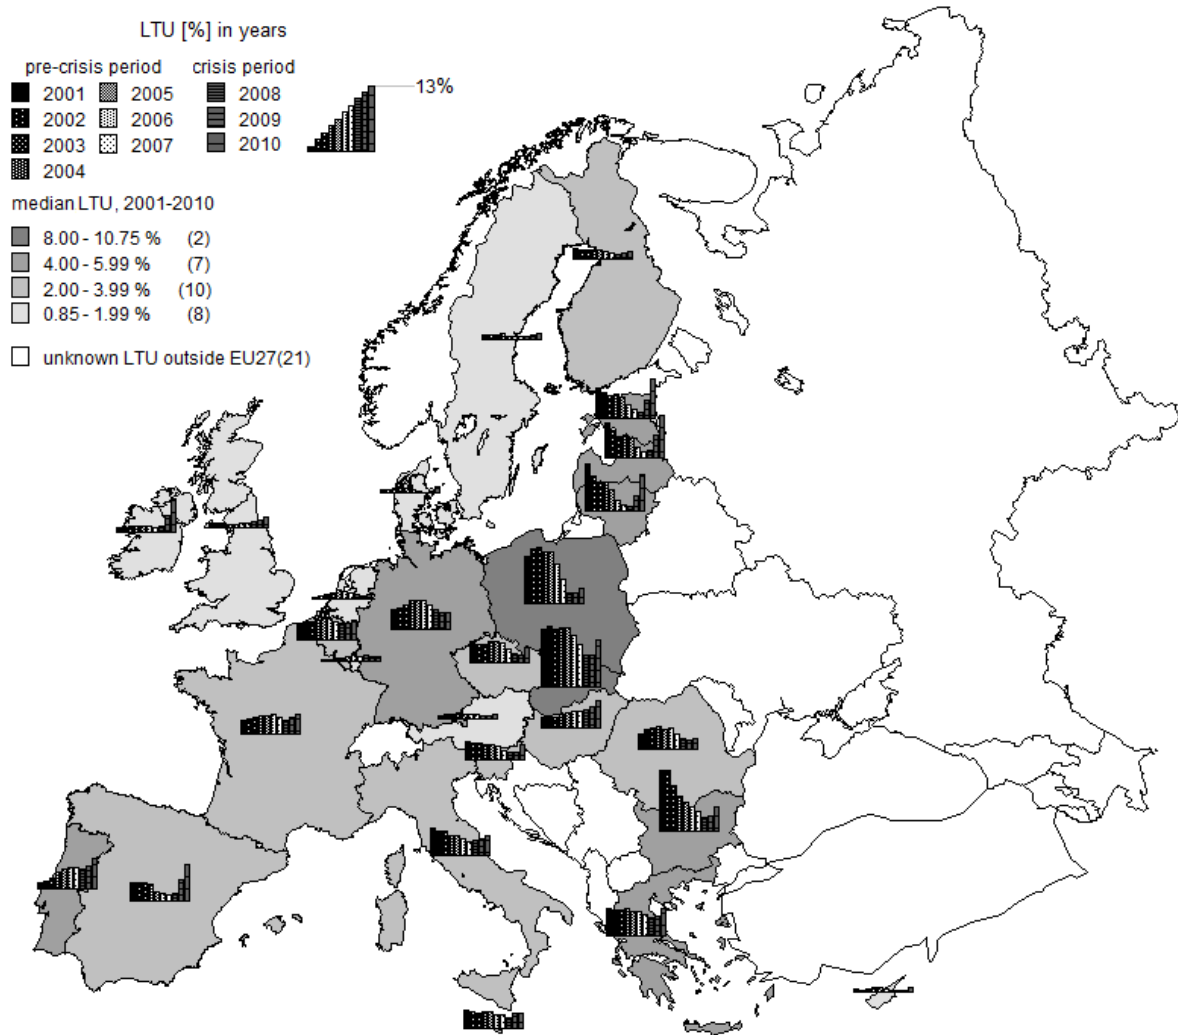 LTU [%] in years
pre-crisis period crisis period
2001 2005 2008
2002 2006 2009
2003 2007 2010
2004
13%
median LTU, 2001-2010
8.00 - 10.75 % (2)
4.00 - 5.99 % (7)
2.00 - 3.99 % (10)
0.85 - 1.99 % (8)
unknown LTU outside EU27(21)